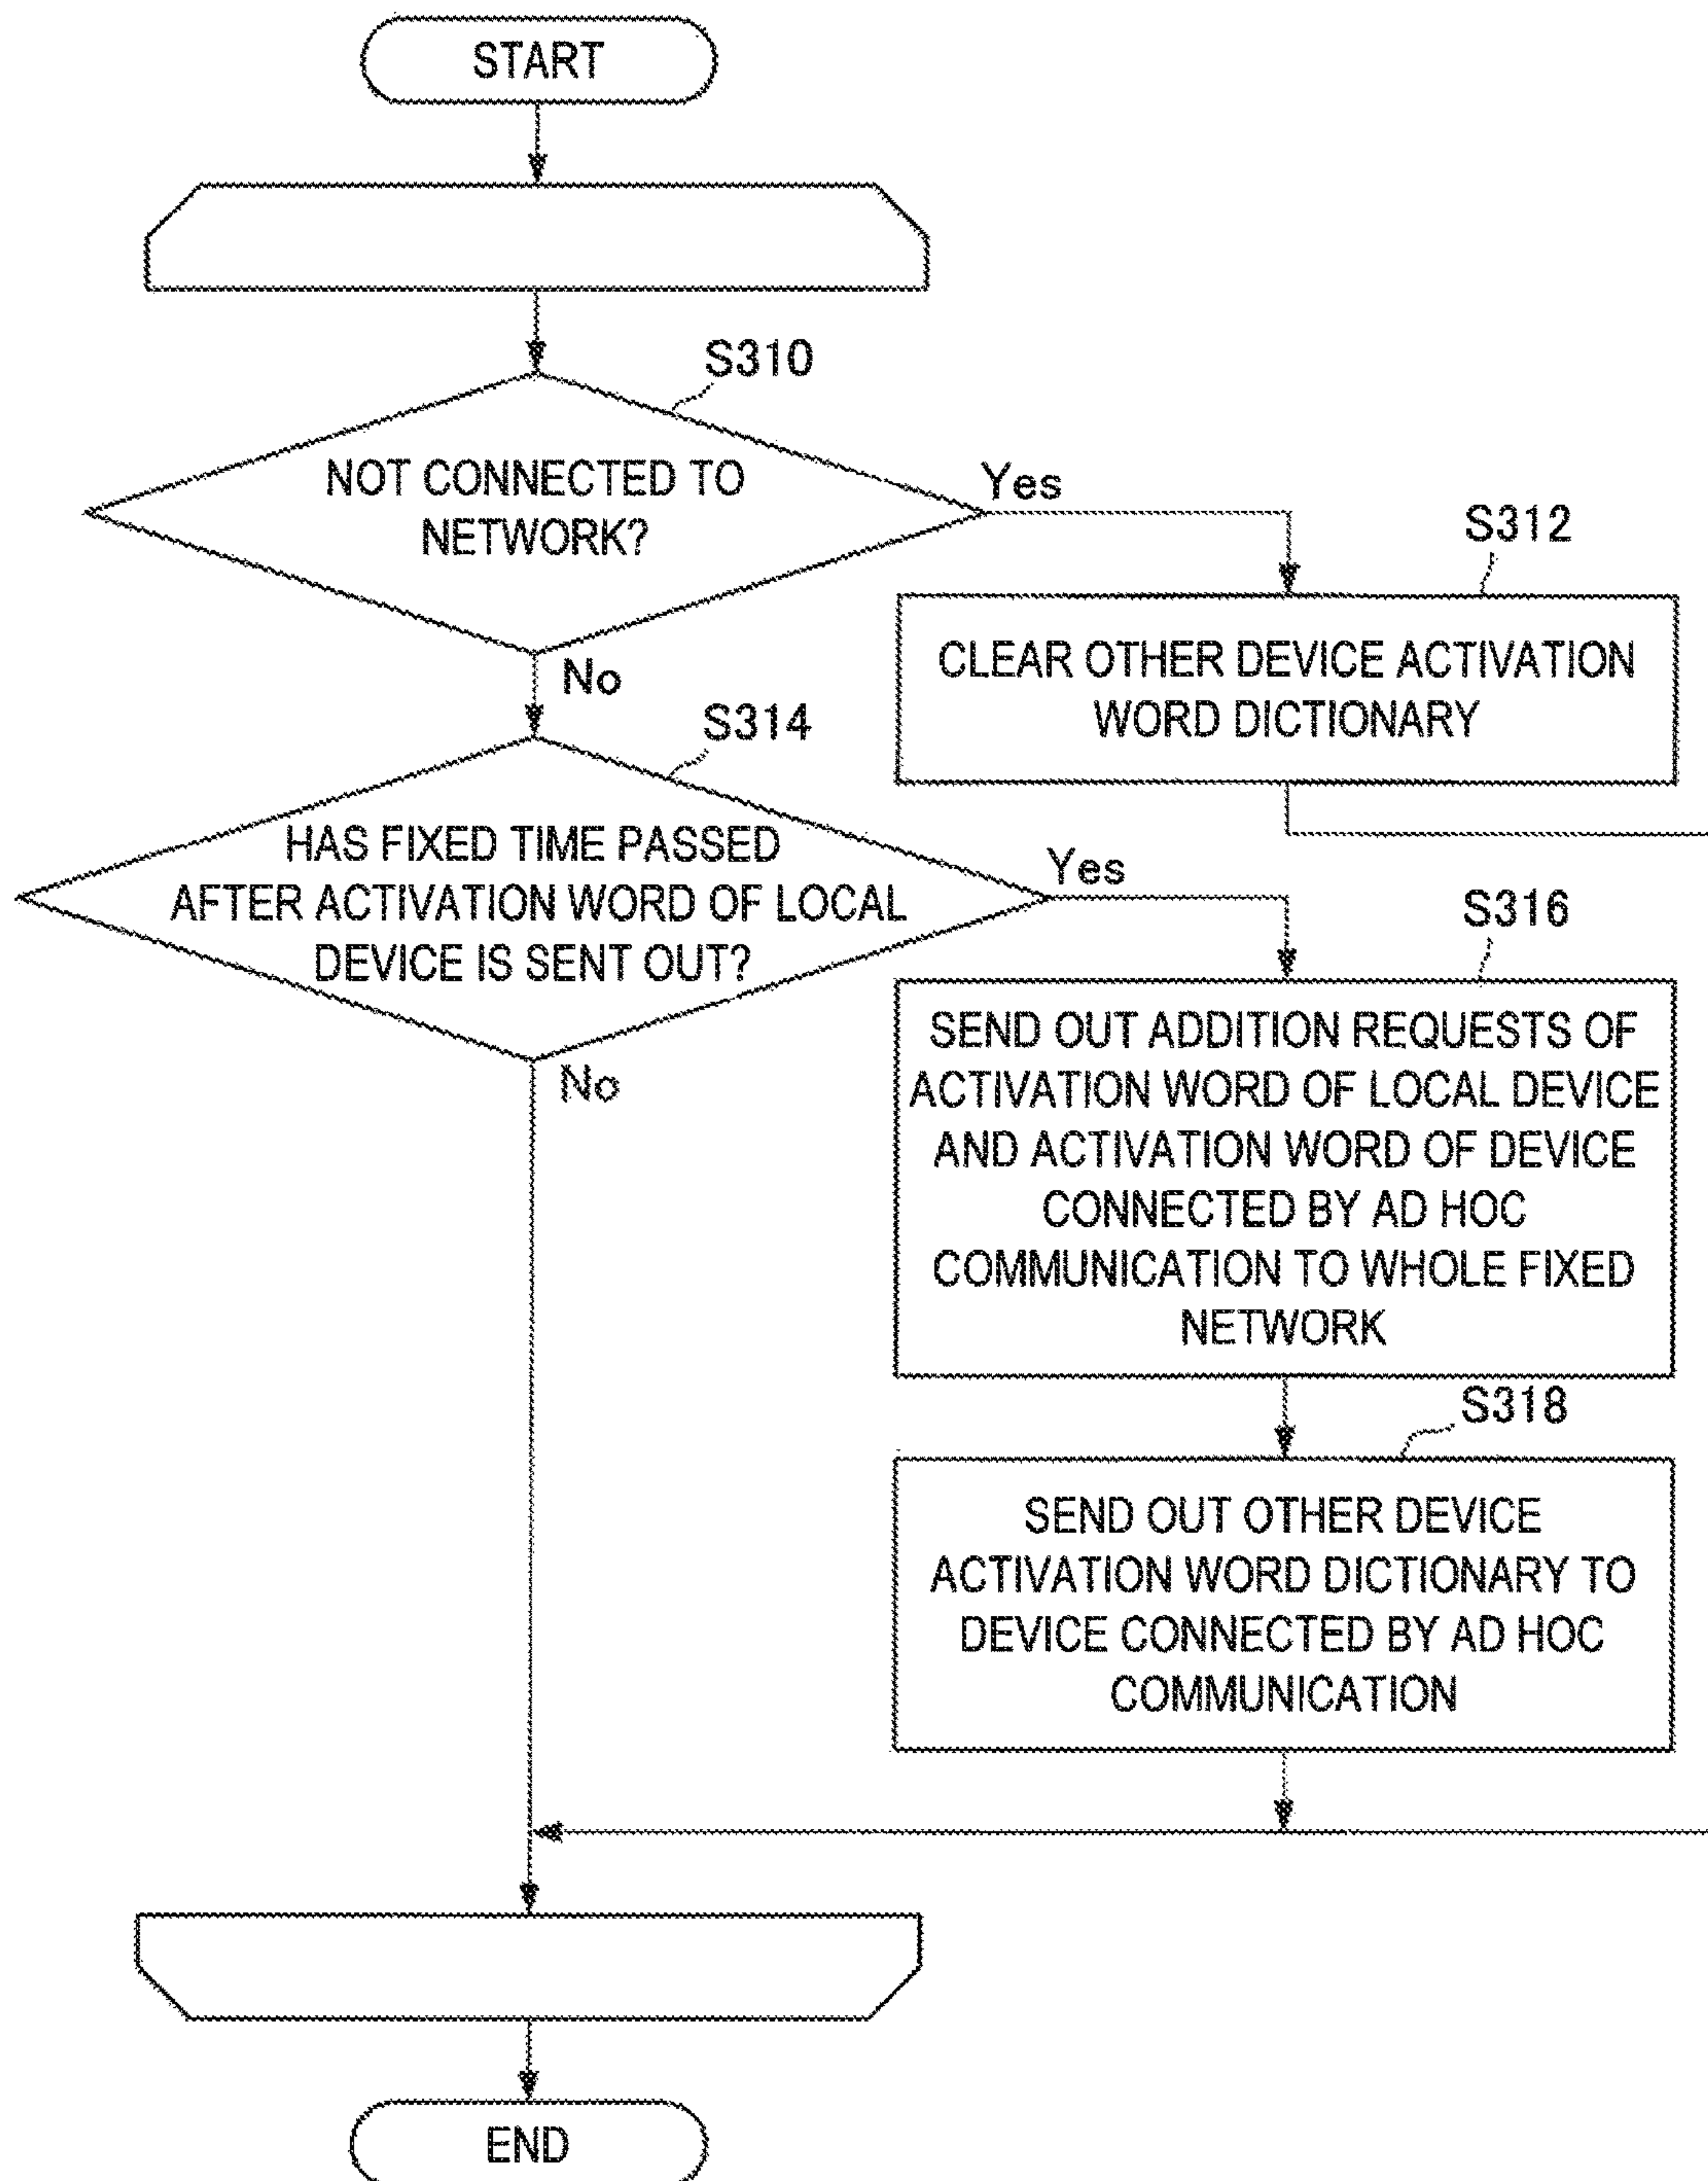 START
S310
NOT CONNECTED TO
NETWORK?
Yes
S312
CLEAR OTHER DEVICE ACTIVATION
WORD DICTIONARY
No
S314
HAS FIXED TIME PASSED
AFTER ACTIVATION WORD OF LOCAL
DEVICE IS SENT OUT?
Yes
S316
SEND OUT ADDITION REQUESTS OF
ACTIVATION WORD OF LOCAL DEVICE
AND ACTIVATION WORD OF DEVICE
CONNECTED BY AD HOC
COMMUNICATION TO WHOLE FIXED
NETWORK
No
S318
SEND OUT OTHER DEVICE
ACTIVATION WORD DICTIONARY TO
DEVICE CONNECTED BY AD HOC
COMMUNICATION
END